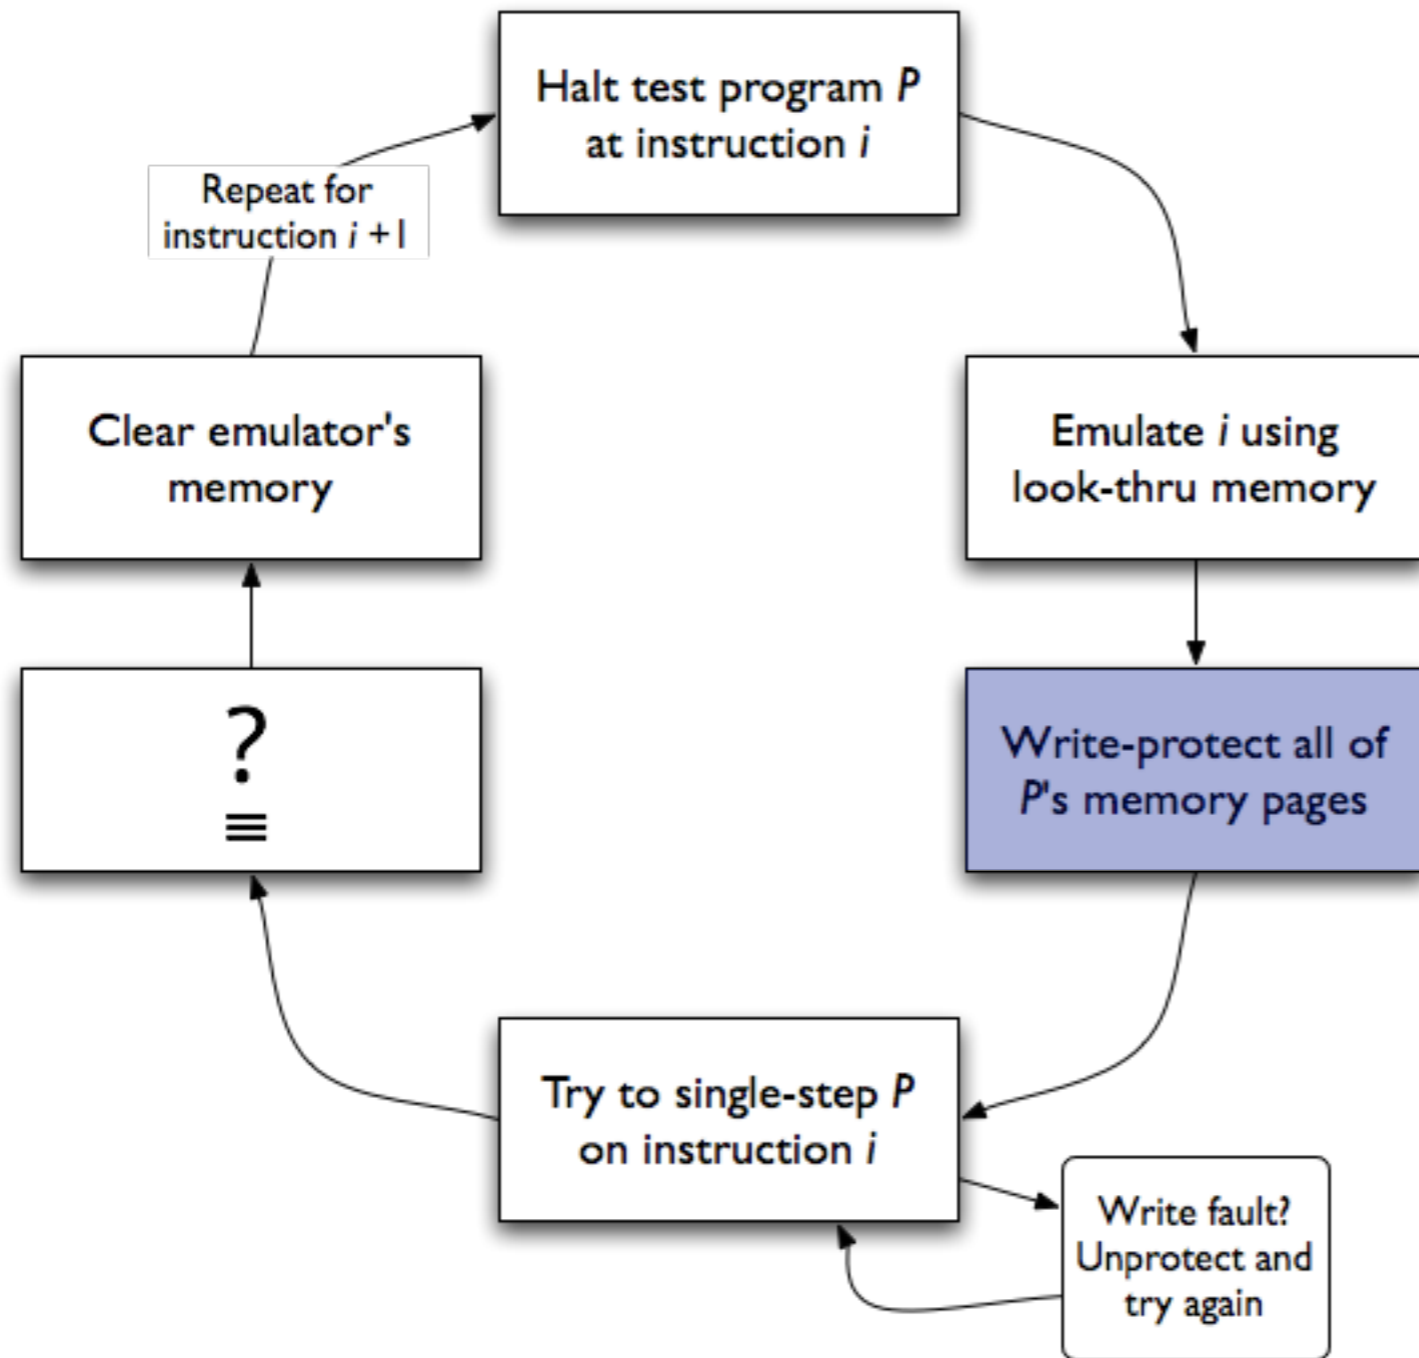 Halt test program P
at instruction i
Repeat for
instruction i +1
Clear emulator's
memory
Emulate i using
look-thru memory
?
≡
Write-protect all of
P's memory pages
Try to single-step P
on instruction i
Write fault?
Unprotect and
try again